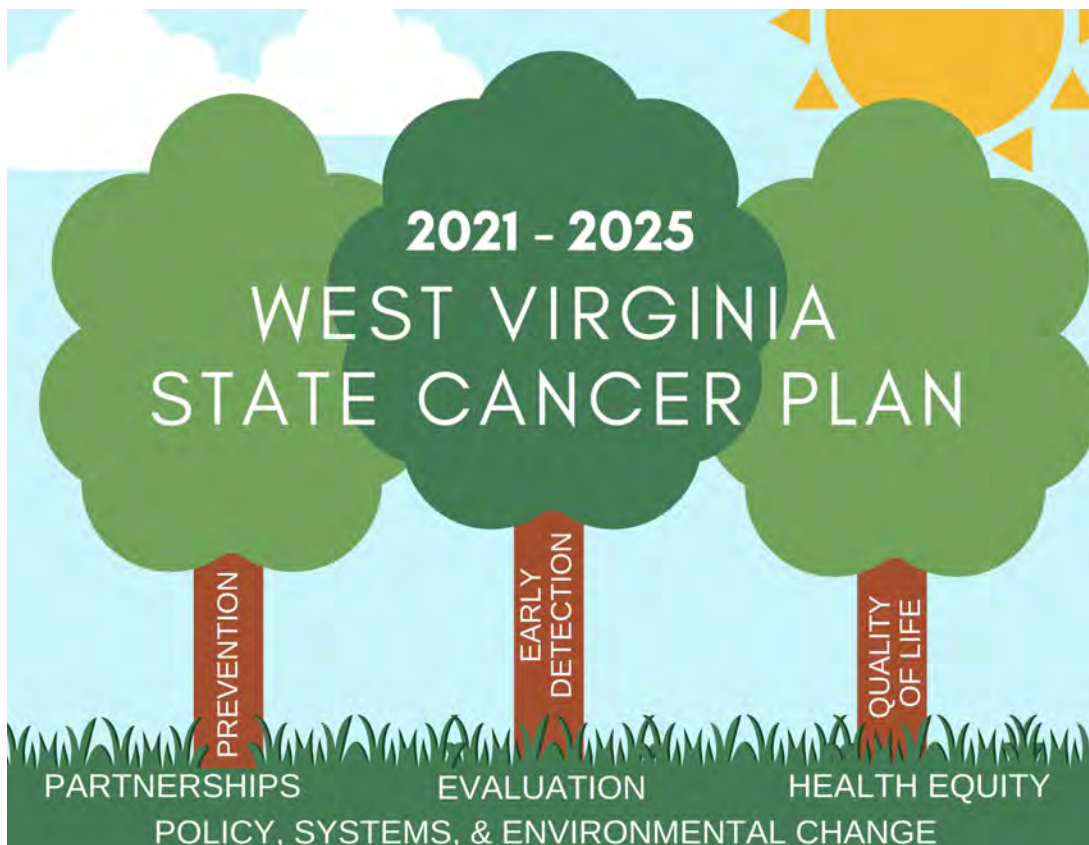 2021 - 2025
WEST VIRGINIA
STATE CANCER PLAN
PREVENTION
EARLY
DETECTION
QUALITY
OF LIFE
PARTNERSHIPS
EVALUATION
HEALTH EQUITY
POLICY, SYSTEMS, & ENVIRONMENTAL CHANGE